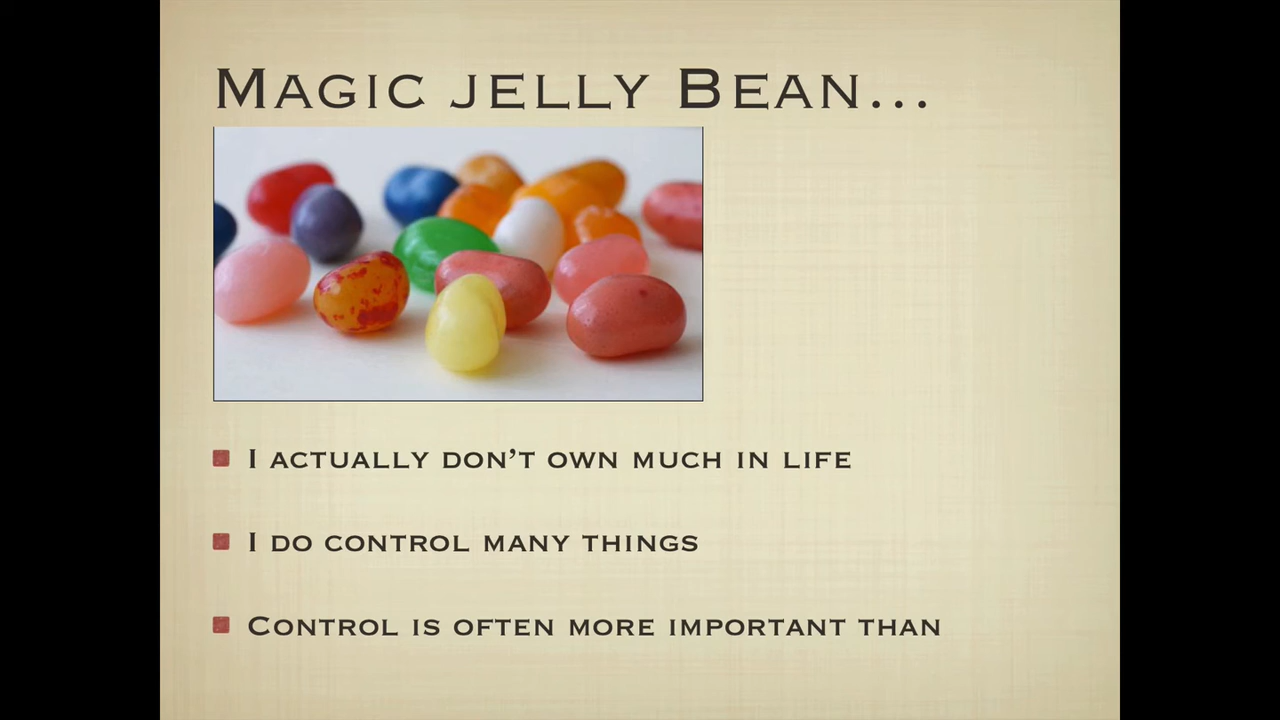 Magic jelly Bean...
I actually don't own much in life
I do control many things
Control is often more important than